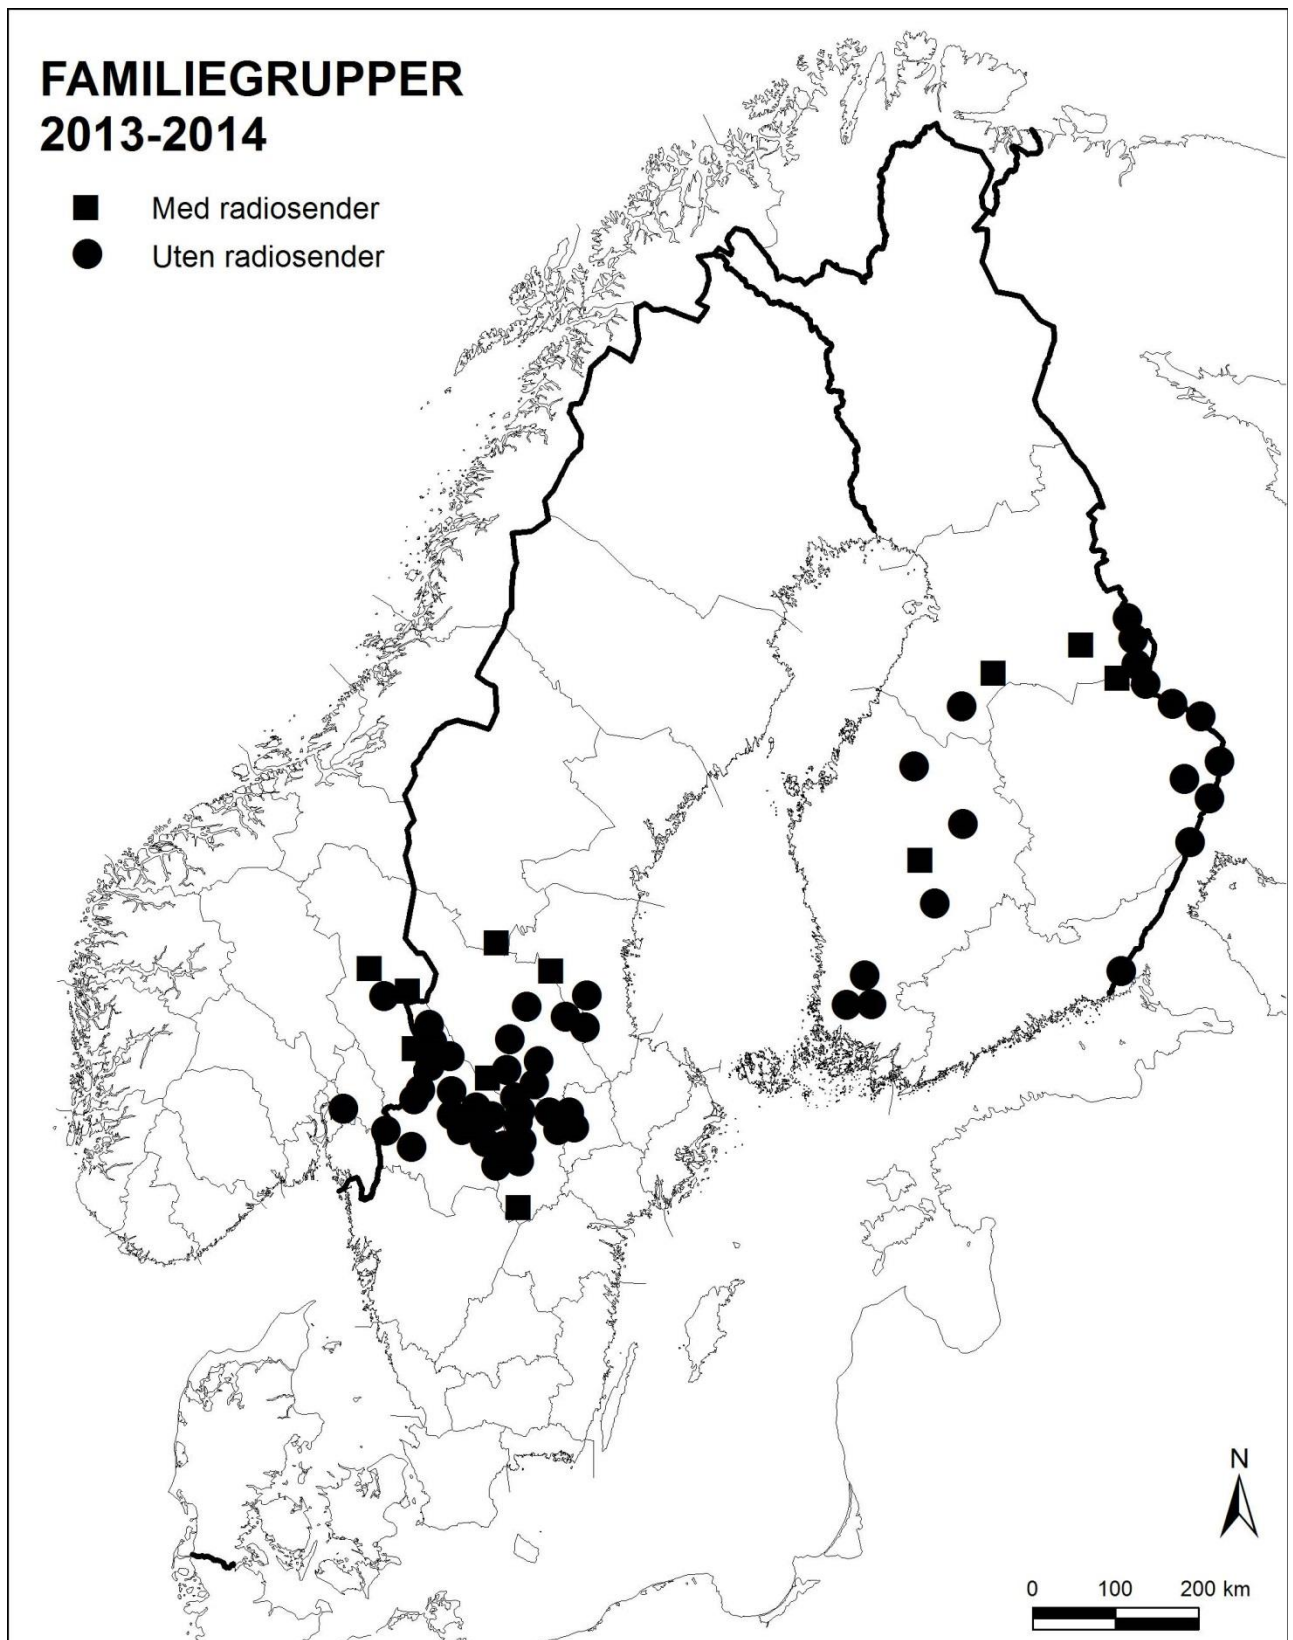 FAMILIEGRUPPER
2013-2014
Med radiosender
Uten radiosender
N
0 100 200 km